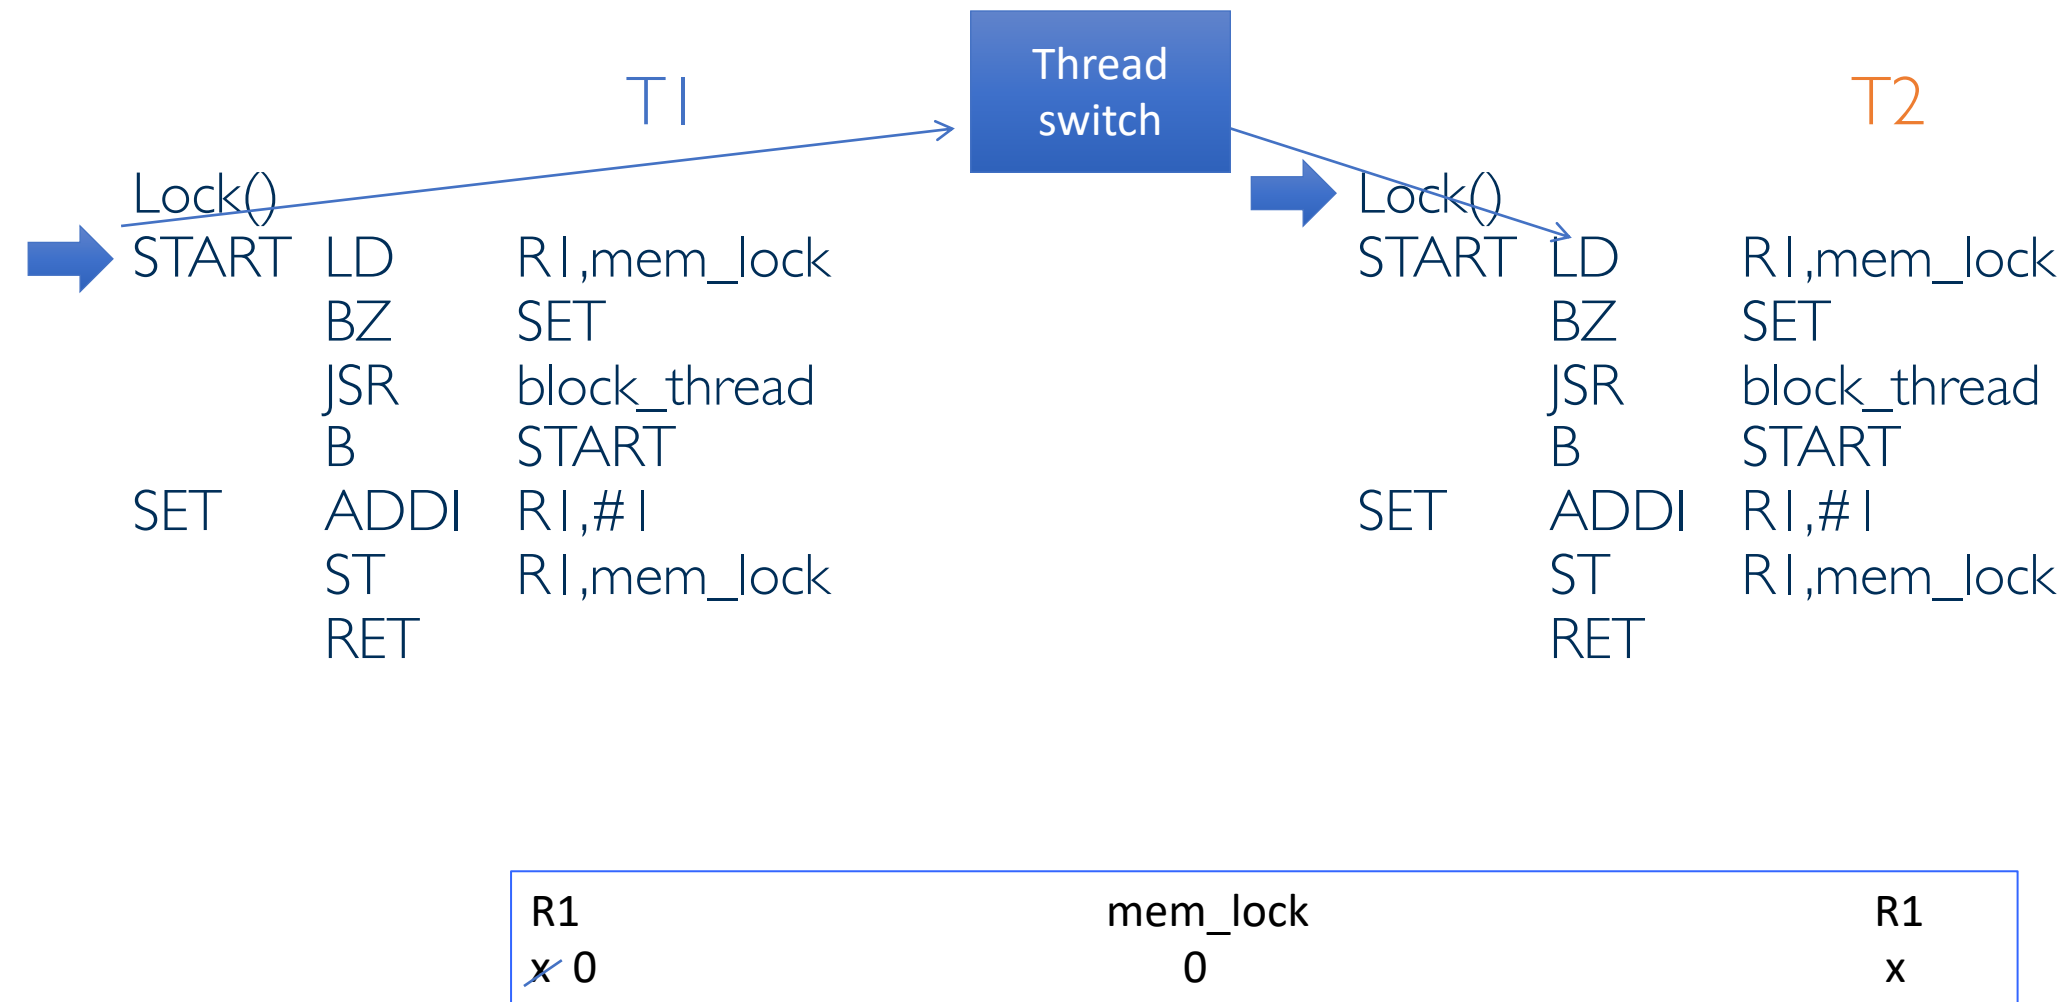 Thread
switch
T1
T2
Lock()
START LD R1,mem_lock
BZ SET
JSR block_thread
B START
SET ADDI R1,#1
ST R1,mem_lock
RET
Lock()
START LD R1,mem_lock
BZ SET
JSR block_thread
B START
SET ADDI R1,#1
ST R1,mem_lock
RET
R1 mem_lock R1
x 0 0 x